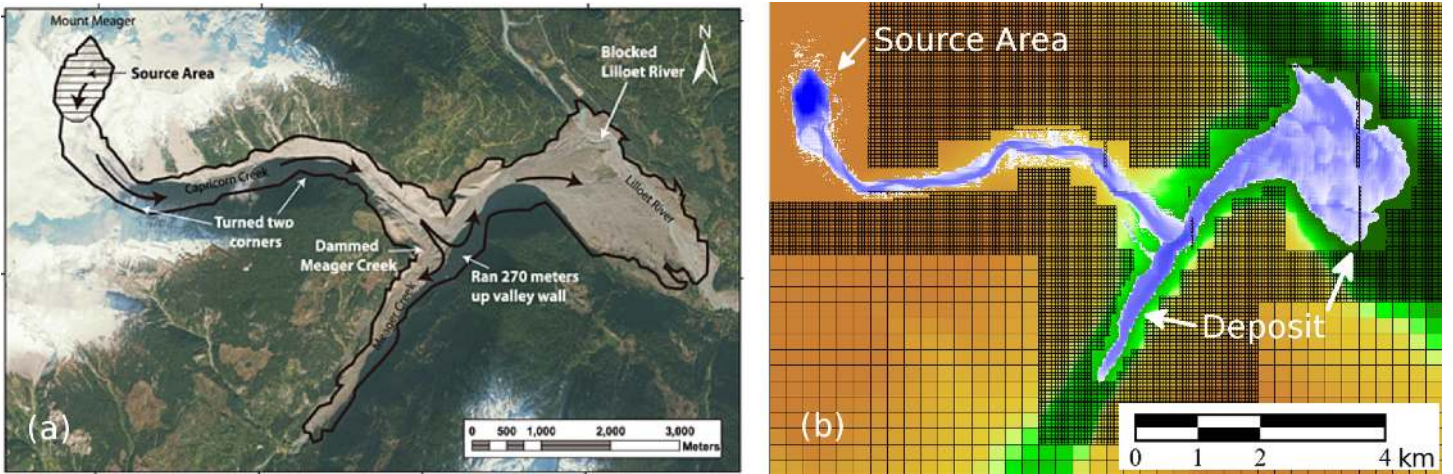 Mount Meager
Source Area
Blocked
Lilloet River
N
Capricorn Creek
Lilloet River
Turned two
corners
Dammed
Meager Creek
Ran 270 meters
up valley wall
Meager Creek
(a)
0 500 1,000 2,000 3,000
Meters
Source Area
Deposit
(b)
0 1 2 4 km